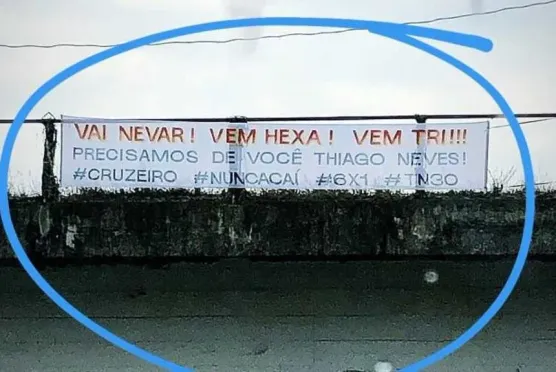 VAI NEVAR! VEM HEXA! VEM TRI!!!
PRECISAMOS DE VOCÊ THIAGO NEVES!
#CRUZEIRO #NUNCACAÍ #6X1 #TN30